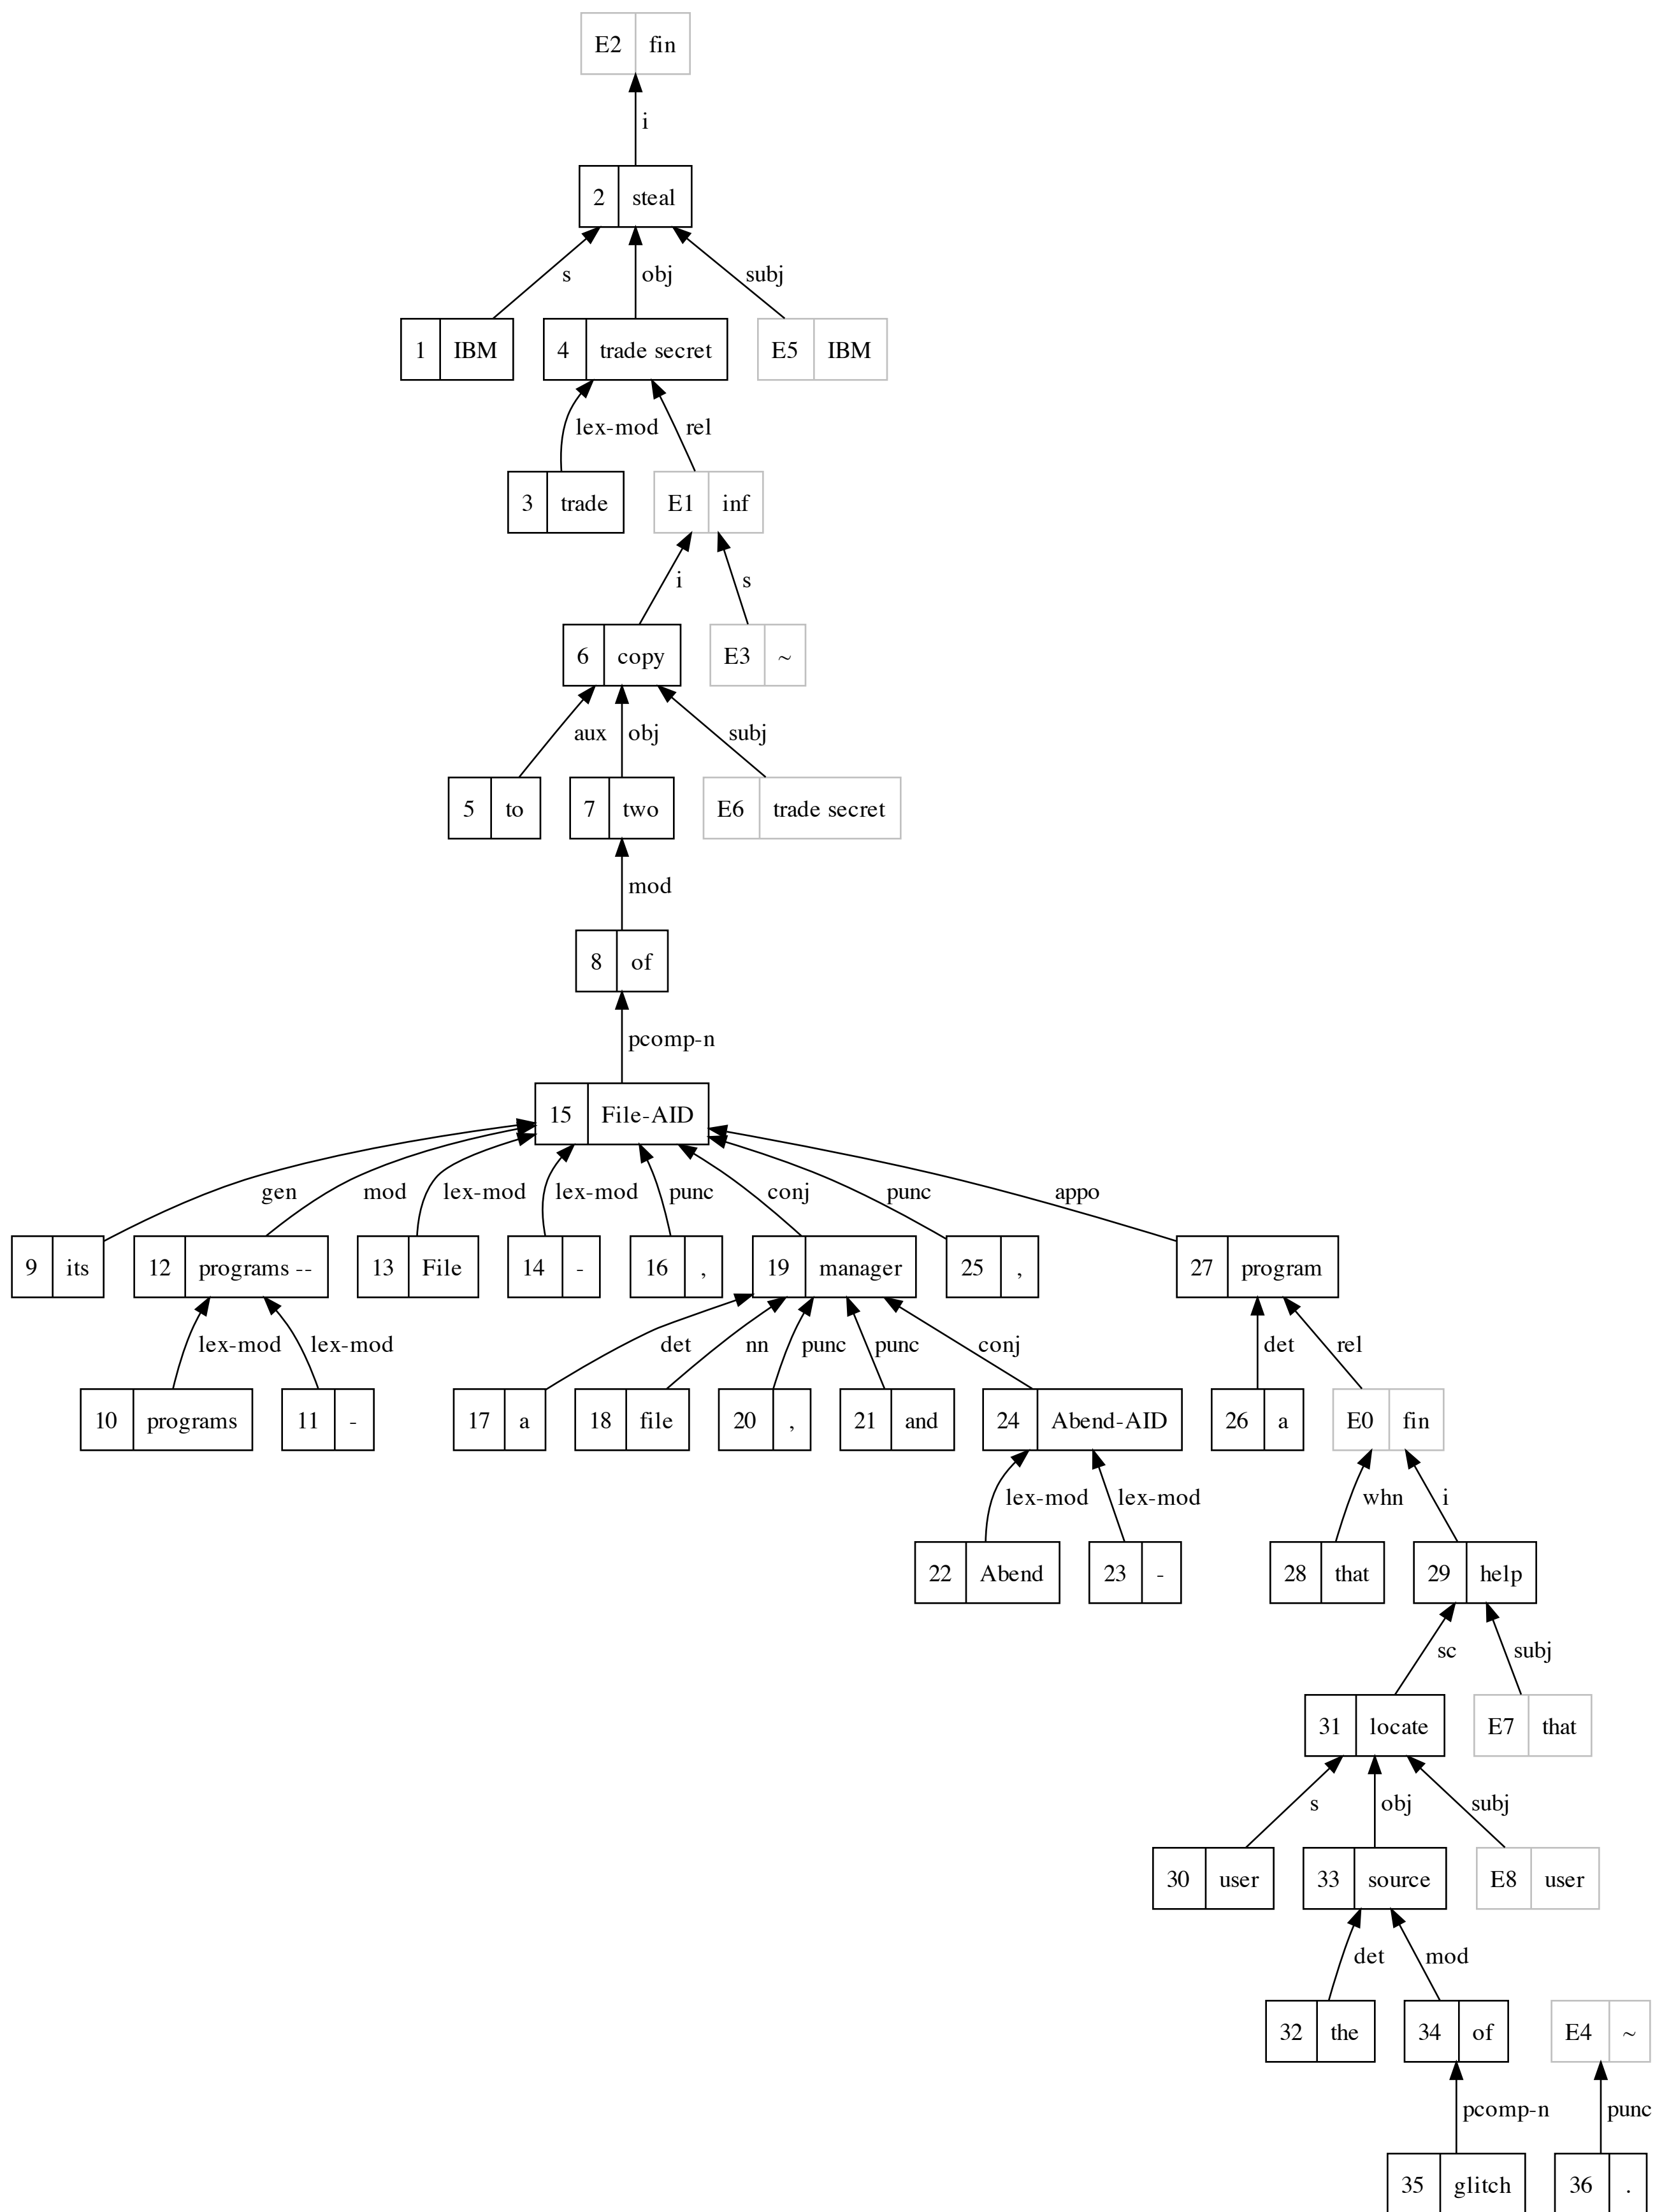 E2 fin
i
2 steal
s obj subj
1 IBM 4 trade secret E5 IBM
lex-mod rel
3 trade E1 inf
i s
6 copy E3 ~
aux obj subj
5 to 7 two E6 trade secret
mod
8 of
pcomp-n
15 File-AID
gen mod lex-mod lex-mod punc conj punc appo
9 its 12 programs -- 13 File 14 - 16 , 19 manager 25 , 27 program
lex-mod lex-mod det nn punc punc conj det rel
10 programs 11 - 17 a 18 file 20 , 21 and 24 Abend-AID 26 a E0 fin
lex-mod lex-mod whn i
22 Abend 23 - 28 that 29 help
sc subj
31 locate E7 that
s obj subj
30 user 33 source E8 user
det mod
32 the 34 of E4 ~
pcomp-n punc
35 glitch 36 .